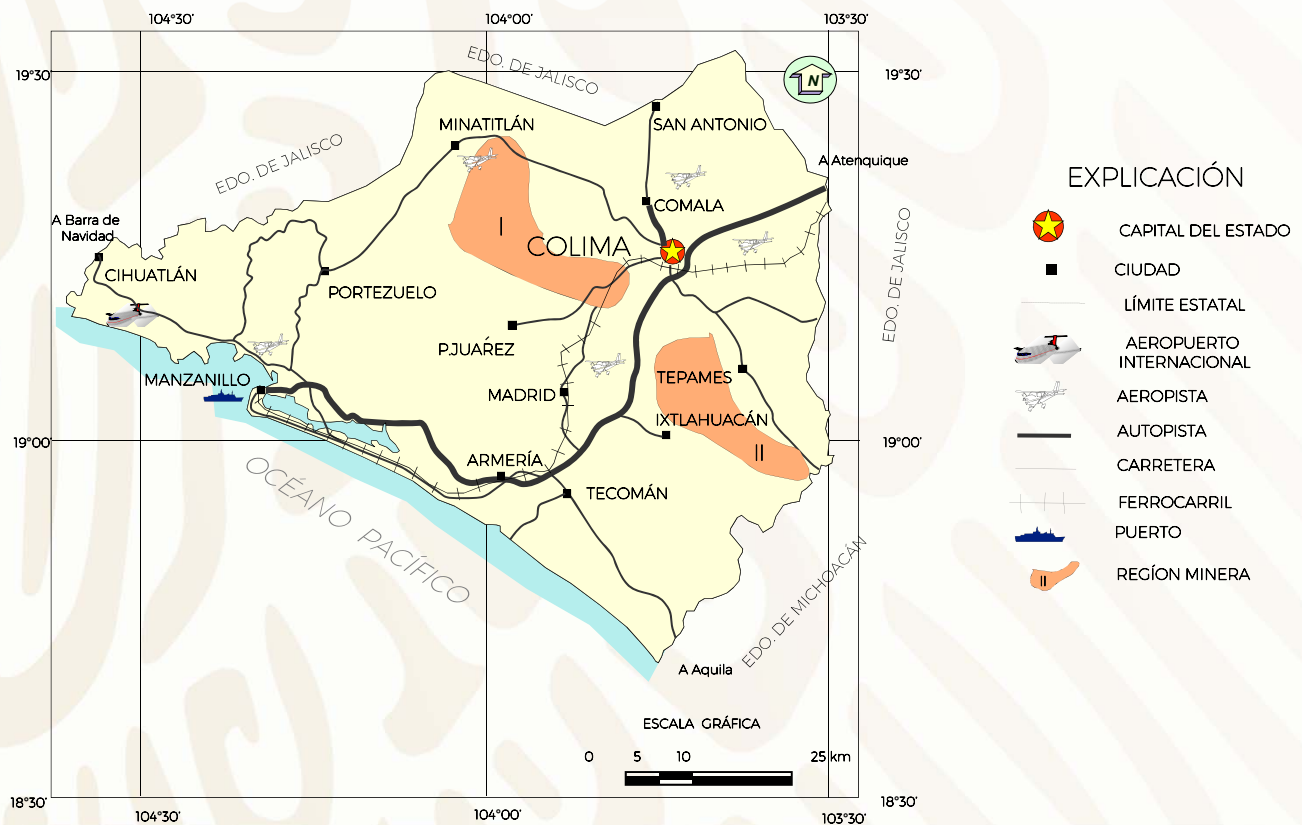 104°30'
104°00'
103°30'
19°30'
19°30'
EDO. DE JALISCO
N
MINATITLÁN
SAN ANTONIO
EDO. DE JALISCO
A Atenquique
COMALA
I
COLIMA
A Barra de
Navidad
CIHUATLÁN
PORTEZUELO
EDO. DE JALISCO
P.JUAŔEZ
MANZANILLO
MADRID
TEPAMES
IXTLAHUACÁN
19°00'
19°00'
II
ARMERÍA
TECOMÁN
OCÉANO PACÍFICO
EDO. DE MICHOACÁN
A Aquila
ESCALA GRÁFICA
0 5 10 25 km
18°30'
18°30'
104°30'
104°00'
103°30'
EXPLICACIÓN
CAPITAL DEL ESTADO
CIUDAD
LÍMITE ESTATAL
AEROPUERTO
INTERNACIONAL
AEROPISTA
AUTOPISTA
CARRETERA
FERROCARRIL
PUERTO
II
REGÍON MINERA